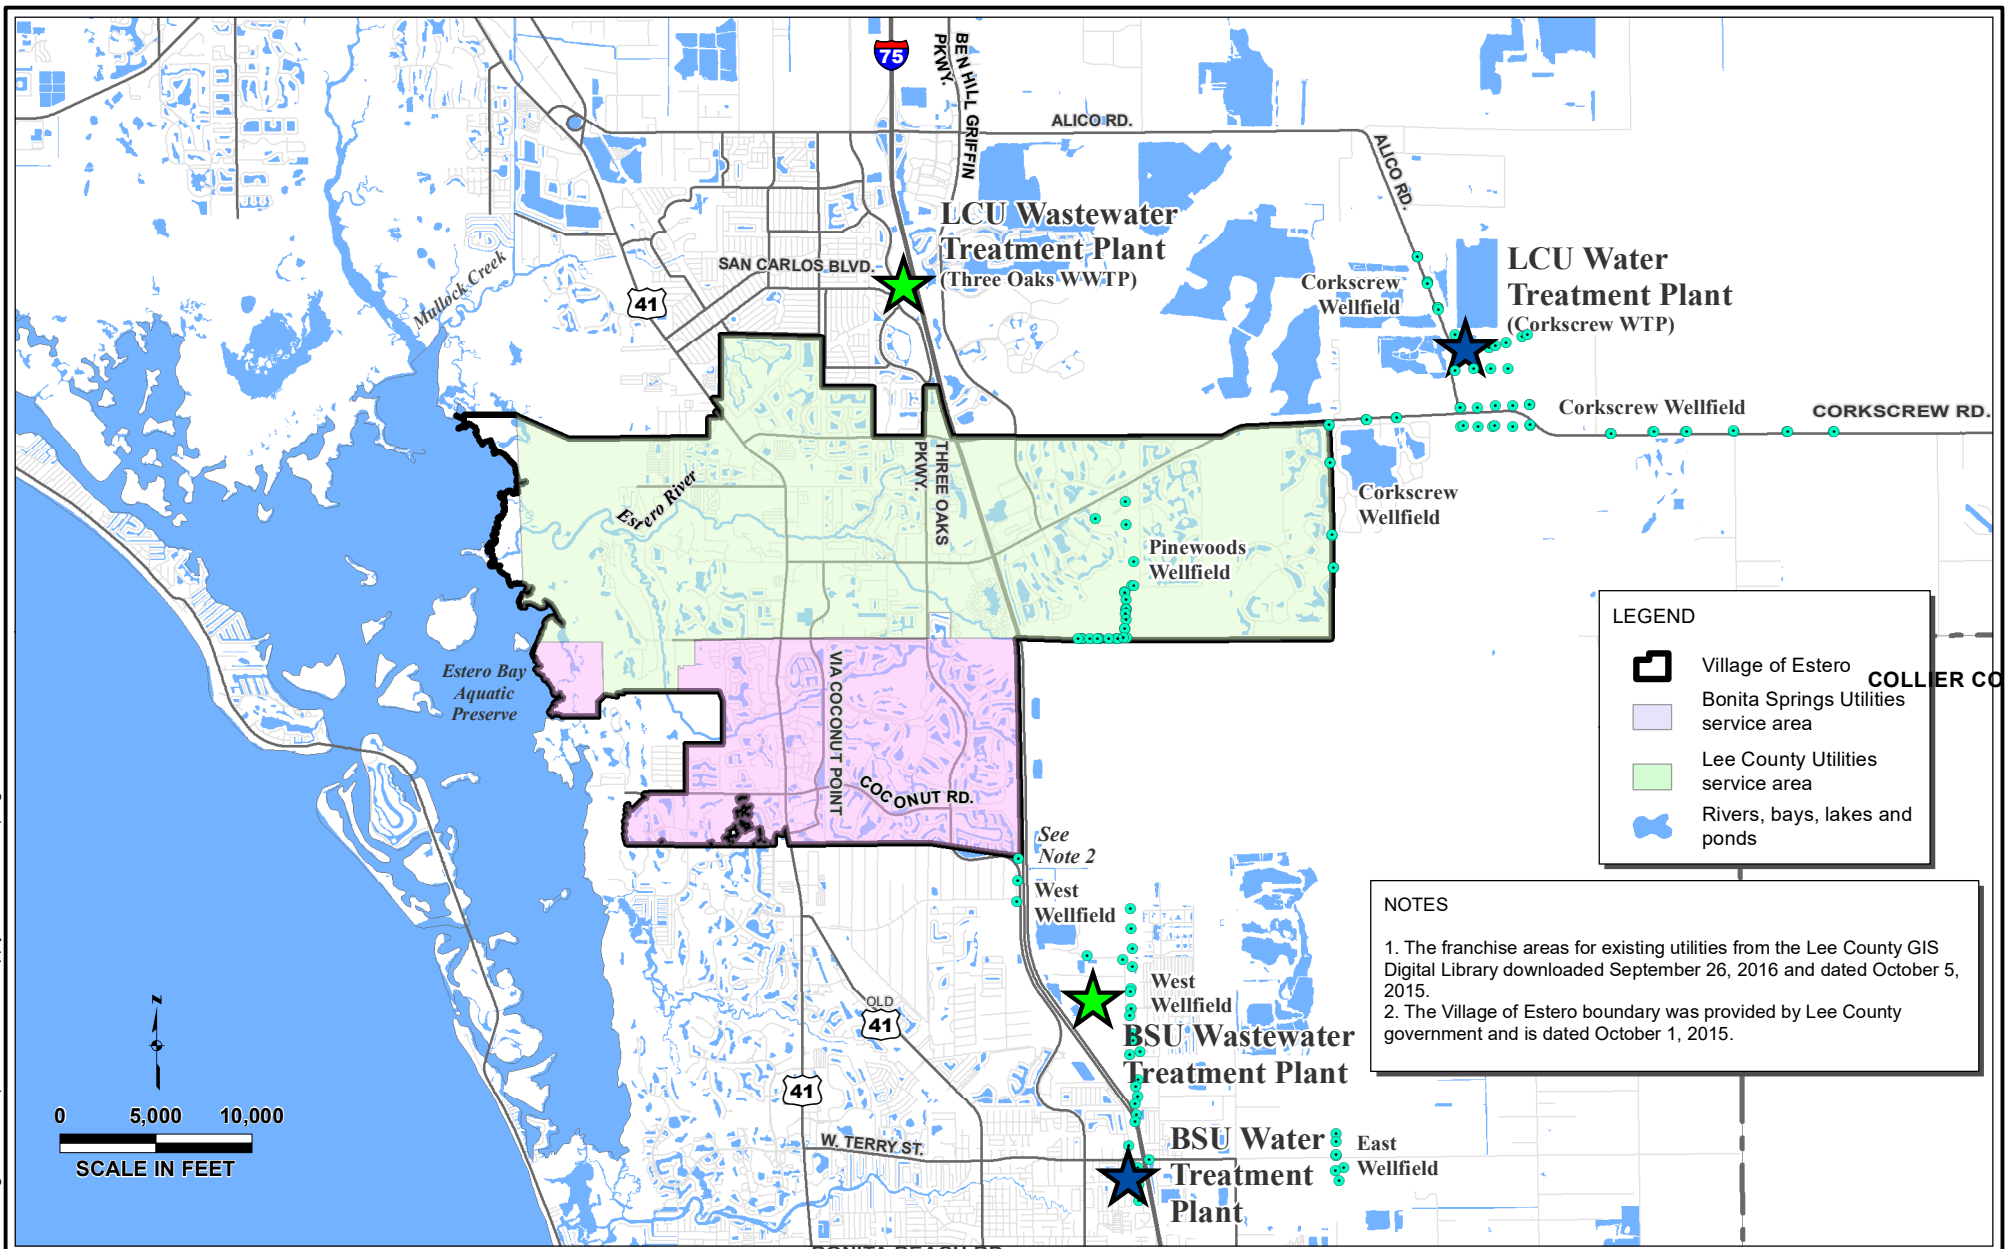 75
BEN HILL GRIFFIN
PKWY.
ALICO RD.
ALICO RD.
LCU Wastewater
Treatment Plant
(Three Oaks WWTP)
SAN CARLOS BLVD.
41
Mullock Creek
Corkscrew
Wellfield
LCU Water
Treatment Plant
(Corkscrew WTP)
Corkscrew Wellfield
CORKSCREW RD.
THREE OAKS
PKWY.
Estero River
Corkscrew
Wellfield
Pinewoods
Wellfield
Estero Bay
Aquatic
Preserve
VIA COCONUT POINT
COCONUT RD.
LEGEND
Village of Estero
Bonita Springs Utilities
service area
Lee County Utilities
service area
Rivers, bays, lakes and
ponds
COLLIER CO
See
Note 2
West
Wellfield
NOTES
1. The franchise areas for existing utilities from the Lee County GIS
Digital Library downloaded September 26, 2016 and dated October 5,
2015.
2. The Village of Estero boundary was provided by Lee County
government and is dated October 1, 2015.
West
Wellfield
BSU Wastewater
Treatment Plant
OLD
41
41
N
0 5,000 10,000
SCALE IN FEET
W. TERRY ST.
BSU Water
Treatment
Plant
East
Wellfield
BONITA BEACH RD